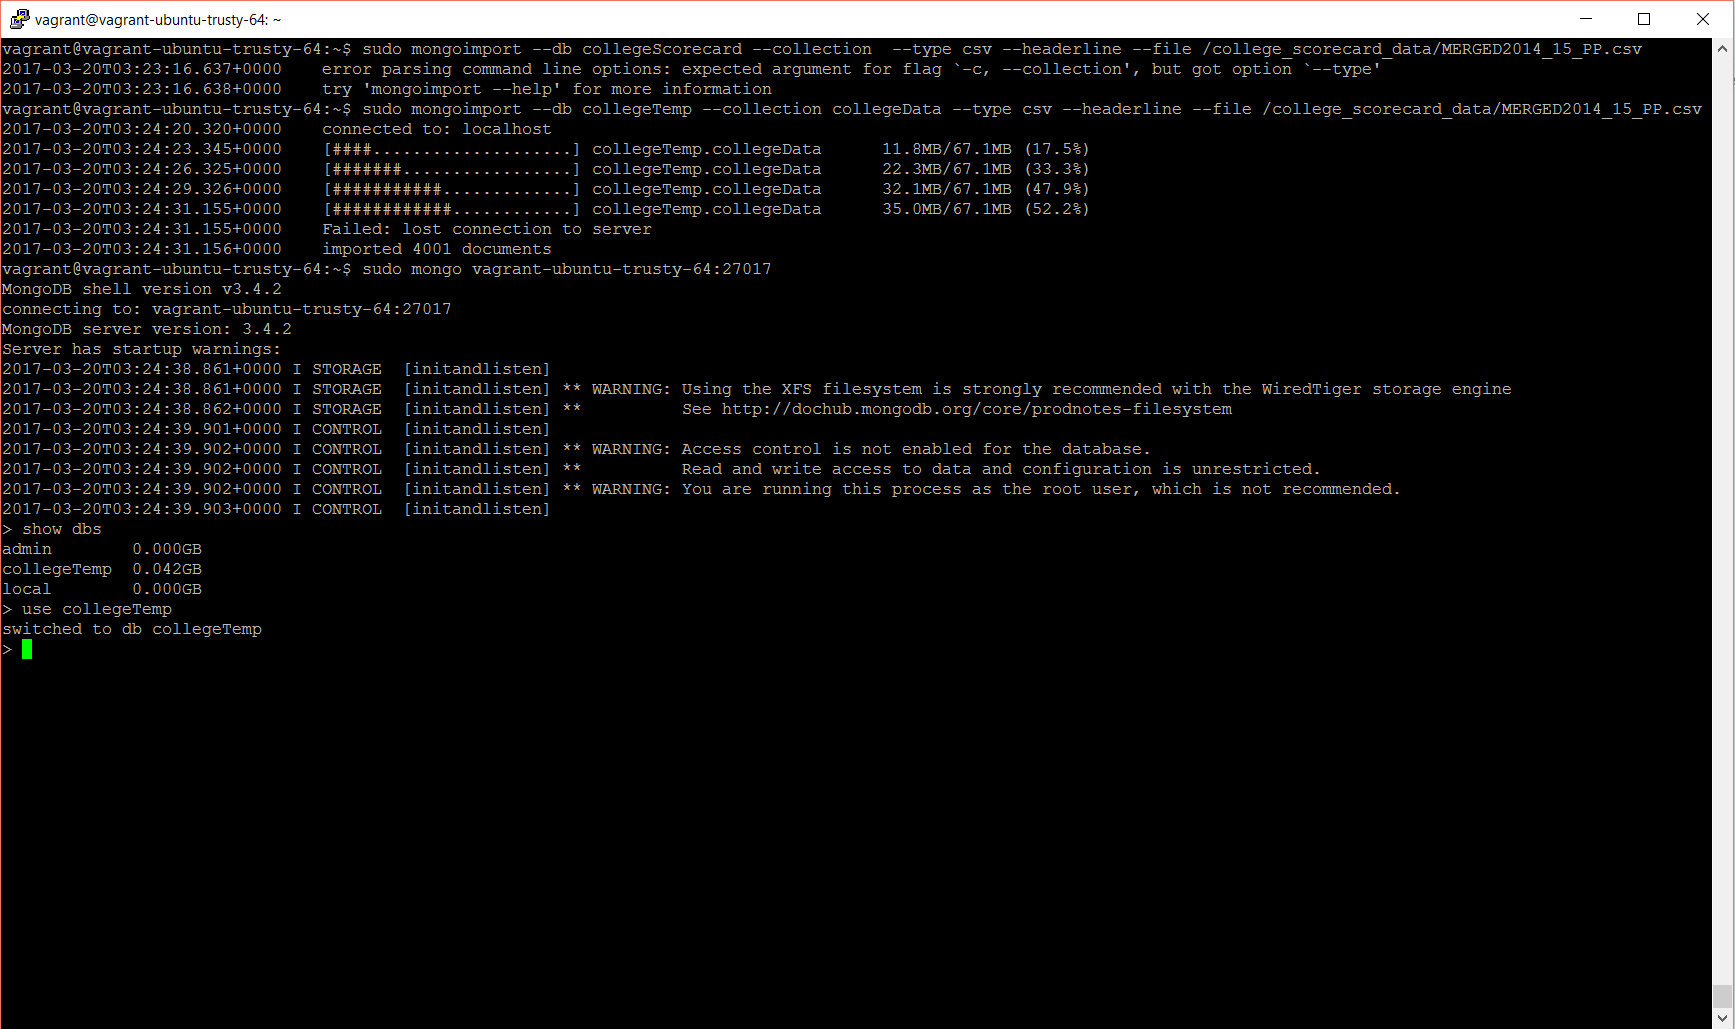 vagrant@vagrant-ubuntu-trusty-64: ~
vagrant@vagrant-ubuntu-trusty-64:~$ sudo mongoimport --db collegeScorecard --collection  --type csv --headerline --file /college_scorecard_data/MERGED2014_15_PP.csv
2017-03-20T03:23:16.637+0000    error parsing command line options: expected argument for flag `-c, --collection', but got option `--type'
2017-03-20T03:23:16.638+0000    try 'mongoimport --help' for more information
vagrant@vagrant-ubuntu-trusty-64:~$ sudo mongoimport --db collegeTemp --collection collegeData --type csv --headerline --file /college_scorecard_data/MERGED2014_15_PP.csv
2017-03-20T03:24:20.320+0000    connected to: localhost
2017-03-20T03:24:23.345+0000    [####....................] collegeTemp.collegeData      11.8MB/67.1MB (17.5%)
2017-03-20T03:24:26.325+0000    [#######.................] collegeTemp.collegeData      22.3MB/67.1MB (33.3%)
2017-03-20T03:24:29.326+0000    [###########.............] collegeTemp.collegeData      32.1MB/67.1MB (47.9%)
2017-03-20T03:24:31.155+0000    [############............] collegeTemp.collegeData      35.0MB/67.1MB (52.2%)
2017-03-20T03:24:31.155+0000    Failed: lost connection to server
2017-03-20T03:24:31.156+0000    imported 4001 documents
vagrant@vagrant-ubuntu-trusty-64:~$ sudo mongo vagrant-ubuntu-trusty-64:27017
MongoDB shell version v3.4.2
connecting to: vagrant-ubuntu-trusty-64:27017
MongoDB server version: 3.4.2
Server has startup warnings:
2017-03-20T03:24:38.861+0000 I STORAGE  [initandlisten]
2017-03-20T03:24:38.861+0000 I STORAGE  [initandlisten] ** WARNING: Using the XFS filesystem is strongly recommended with the WiredTiger storage engine
2017-03-20T03:24:38.862+0000 I STORAGE  [initandlisten] **          See http://dochub.mongodb.org/core/prodnotes-filesystem
2017-03-20T03:24:39.901+0000 I CONTROL  [initandlisten]
2017-03-20T03:24:39.902+0000 I CONTROL  [initandlisten] ** WARNING: Access control is not enabled for the database.
2017-03-20T03:24:39.902+0000 I CONTROL  [initandlisten] **          Read and write access to data and configuration is unrestricted.
2017-03-20T03:24:39.902+0000 I CONTROL  [initandlisten] ** WARNING: You are running this process as the root user, which is not recommended.
2017-03-20T03:24:39.903+0000 I CONTROL  [initandlisten]
> show dbs
admin        0.000GB
collegeTemp  0.042GB
local        0.000GB
> use collegeTemp
switched to db collegeTemp
>